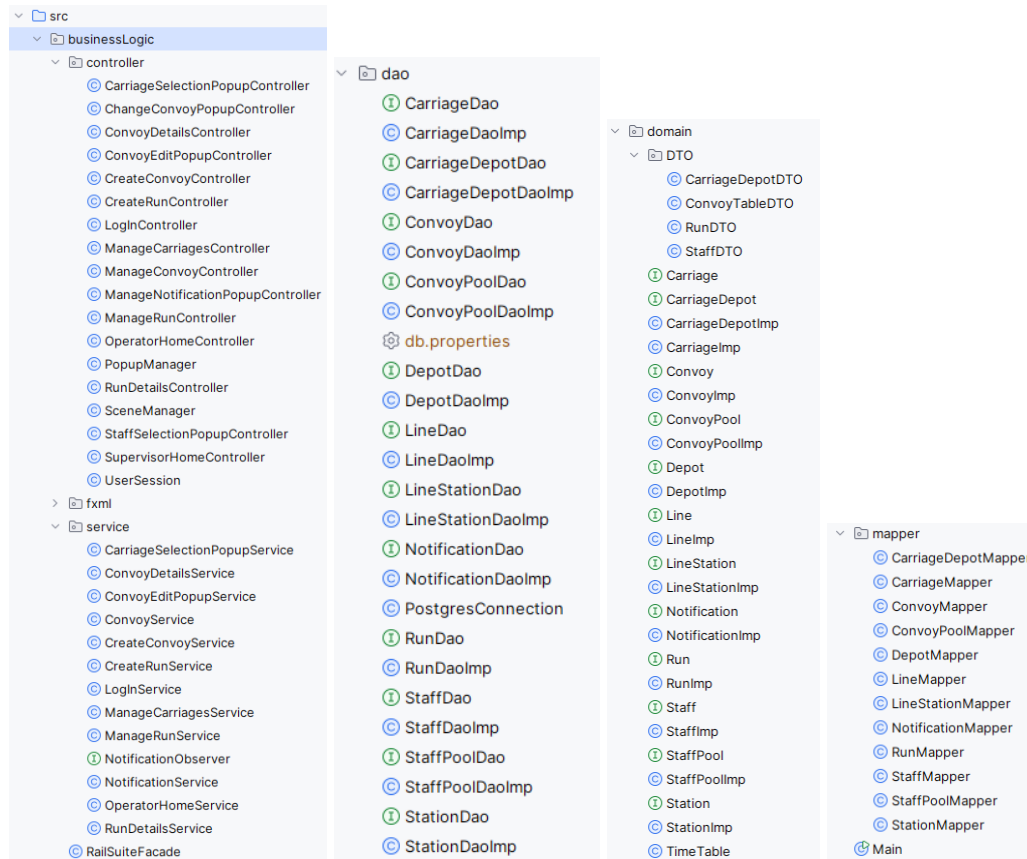 src
businessLogic
controller
CarriageSelectionPopupController
ChangeConvoyPopupController
ConvoyDetailsController
ConvoyEditPopupController
CreateConvoyController
CreateRunController
LogInController
ManageCarriagesController
ManageConvoyController
ManageNotificationPopupController
ManageRunController
OperatorHomeController
PopupManager
RunDetailsController
SceneManager
StaffSelectionPopupController
SupervisorHomeController
UserSession
fxml
service
CarriageSelectionPopupService
ConvoyDetailsService
ConvoyEditPopupService
ConvoyService
CreateConvoyService
CreateRunService
LogInService
ManageCarriagesService
ManageRunService
NotificationObserver
NotificationService
OperatorHomeService
RunDetailsService
RailSuiteFacade
dao
CarriageDao
CarriageDaoImp
CarriageDepotDao
CarriageDepotDaoImp
ConvoyDao
ConvoyDaoImp
ConvoyPoolDao
ConvoyPoolDaoImp
db.properties
DepotDao
DepotDaoImp
LineDao
LineDaoImp
LineStationDao
LineStationDaoImp
NotificationDao
NotificationDaoImp
PostgresConnection
RunDao
RunDaoImp
StaffDao
StaffDaoImp
StaffPoolDao
StaffPoolDaoImp
StationDao
StationDaoImp
domain
DTO
CarriageDepotDTO
ConvoyTableDTO
RunDTO
StaffDTO
Carriage
CarriageDepot
CarriageDepotImp
CarriageImp
Convoy
ConvoyImp
ConvoyPool
ConvoyPoolImp
Depot
DepotImp
Line
LineImp
LineStation
LineStationImp
Notification
NotificationImp
Run
RunImp
Staff
StaffImp
StaffPool
StaffPoolImp
Station
StationImp
TimeTable
mapper
CarriageDepotMapper
CarriageMapper
ConvoyMapper
ConvoyPoolMapper
DepotMapper
LineMapper
LineStationMapper
NotificationMapper
RunMapper
StaffMapper
StaffPoolMapper
StationMapper
Main